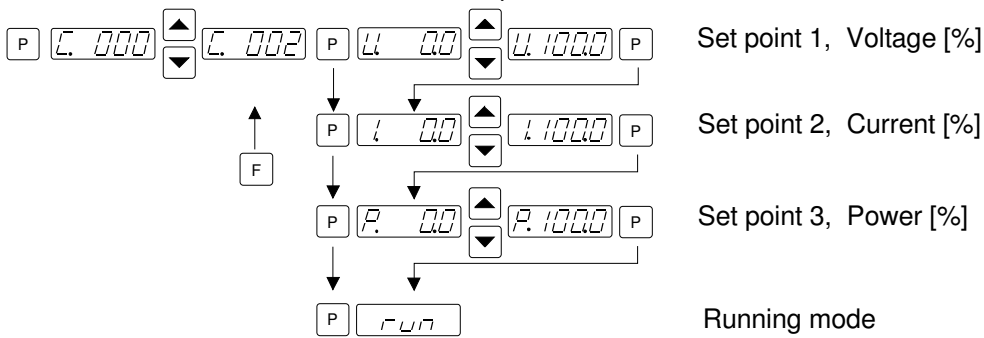 P C. 000 C. 002 P U. 0.0 U. 100.0 P Set point 1, Voltage [%]
P I. 0.0 I. 100.0 P Set point 2, Current [%]
F
P P. 0.0 P. 100.0 P Set point 3, Power [%]
P run Running mode